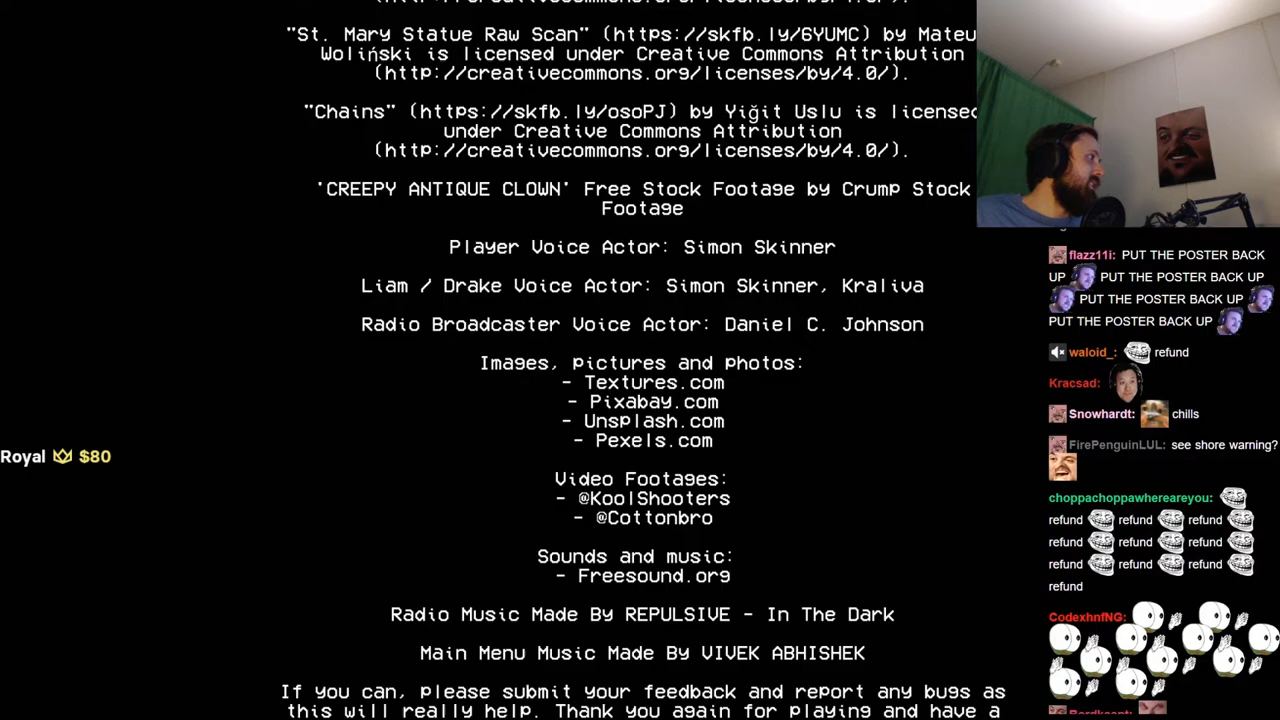 "St. Mary Statue Raw Scan" (https://skfb.ly/6YUMC) by Mateu
Woliński is licensed under Creative Commons Attribution
(http://creativecommons.org/licenses/by/4.0/).
"Chains" (https://skfb.ly/osoPJ) by Yiğit Uslu is licensed
under Creative Commons Attribution
(http://creativecommons.org/licenses/by/4.0/).
'CREEPY ANTIQUE CLOWN' Free Stock Footage by Crump Stock
Footage
Player Voice Actor: Simon Skinner
Liam / Drake Voice Actor: Simon Skinner, Kraliva
Radio Broadcaster Voice Actor: Daniel C. Johnson
Images, pictures and photos:
- Textures.com
- Pixabay.com
- Unsplash.com
- Pexels.com
Video Footages:
- @KoolShooters
- @Cottonbro
Sounds and music:
- Freesound.org
Radio Music Made By REPULSIVE - In The Dark
Main Menu Music Made By VIVEK ABHISHEK
If you can, please submit your feedback and report any bugs as
this will really help. Thank you again for playing and have a
Royal $80
flazz11i: PUT THE POSTER BACK
UP PUT THE POSTER BACK UP
PUT THE POSTER BACK UP
PUT THE POSTER BACK UP
waloid_: refund
Kracsad:
Snowhardt: chills
FirePenguinLUL: see shore warning?
choppachoppawhereareyou:
refund refund refund
refund refund refund
refund refund refund
refund
CodexhnfNG: